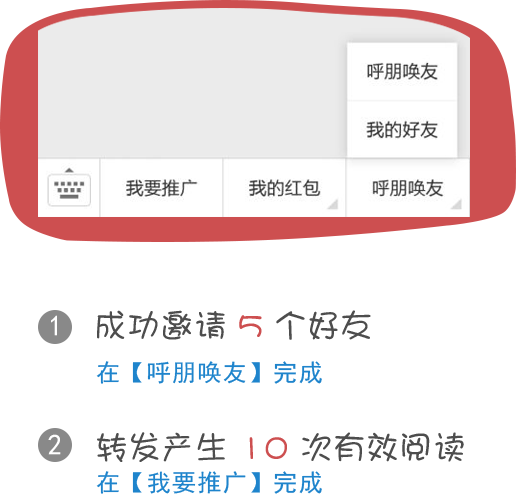 呼朋唤友
我的好友
我要推广 我的红包 呼朋唤友
1 成功邀请 5 个好友
在【呼朋唤友】完成
2 转发产生 10 次有效阅读
在【我要推广】完成